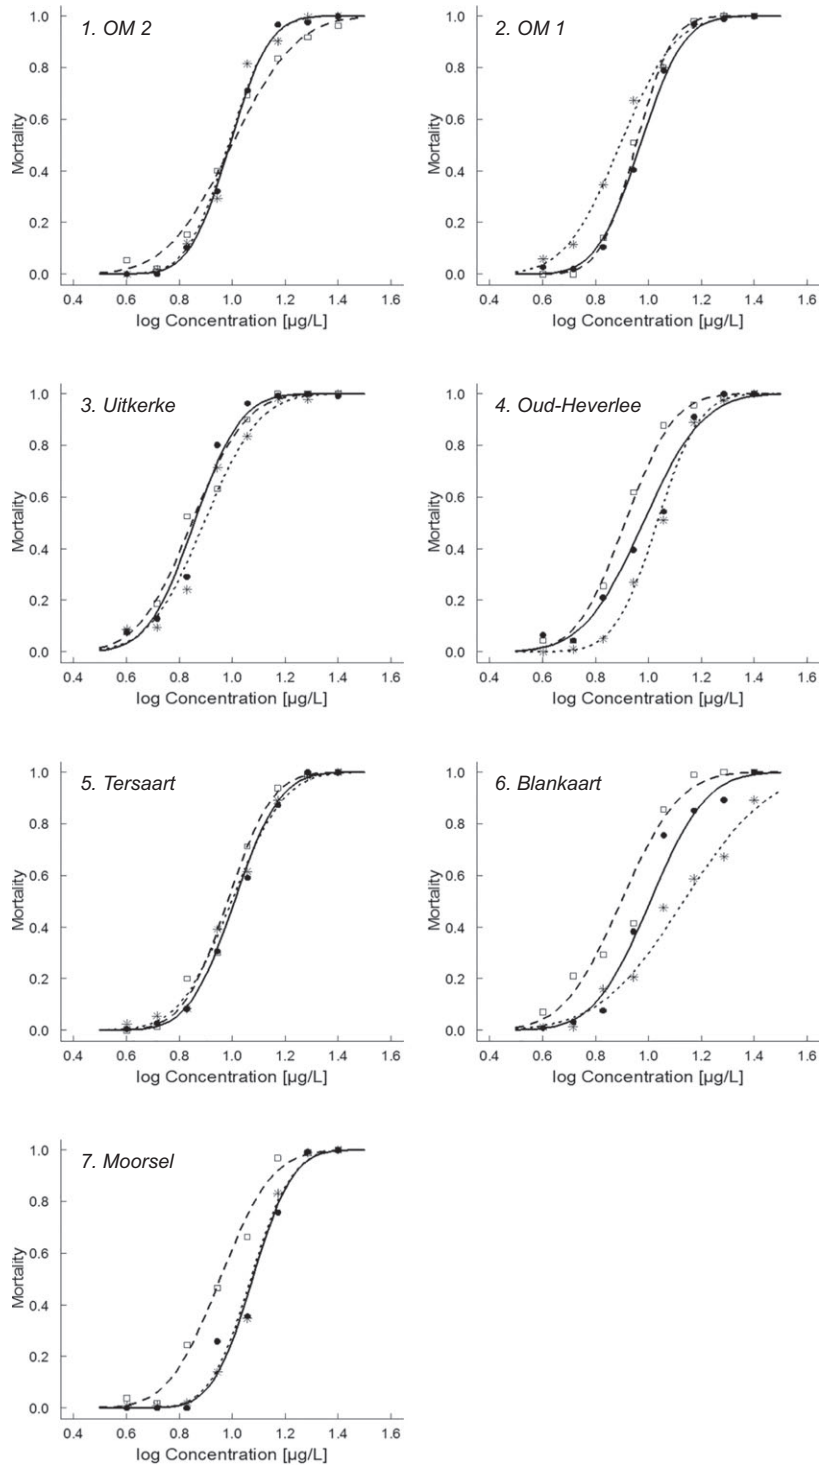 1. OM 2
1.0
0.8
0.6
0.4
0.2
0.0
Mortality
0.4 0.6 0.8 1.0 1.2 1.4 1.6
log Concentration [µg/L]
2. OM 1
1.0
0.8
0.6
0.4
0.2
0.0
Mortality
0.4 0.6 0.8 1.0 1.2 1.4 1.6
log Concentration [µg/L]
3. Uitkerke
1.0
0.8
0.6
0.4
0.2
0.0
Mortality
0.4 0.6 0.8 1.0 1.2 1.4 1.6
log Concentration [µg/L]
4. Oud-Heverlee
1.0
0.8
0.6
0.4
0.2
0.0
Mortality
0.4 0.6 0.8 1.0 1.2 1.4 1.6
log Concentration [µg/L]
5. Tersaart
1.0
0.8
0.6
0.4
0.2
0.0
Mortality
0.4 0.6 0.8 1.0 1.2 1.4 1.6
log Concentration [µg/L]
6. Blankaart
1.0
0.8
0.6
0.4
0.2
0.0
Mortality
0.4 0.6 0.8 1.0 1.2 1.4 1.6
log Concentration [µg/L]
7. Moorsel
1.0
0.8
0.6
0.4
0.2
0.0
Mortality
0.4 0.6 0.8 1.0 1.2 1.4 1.6
log Concentration [µg/L]